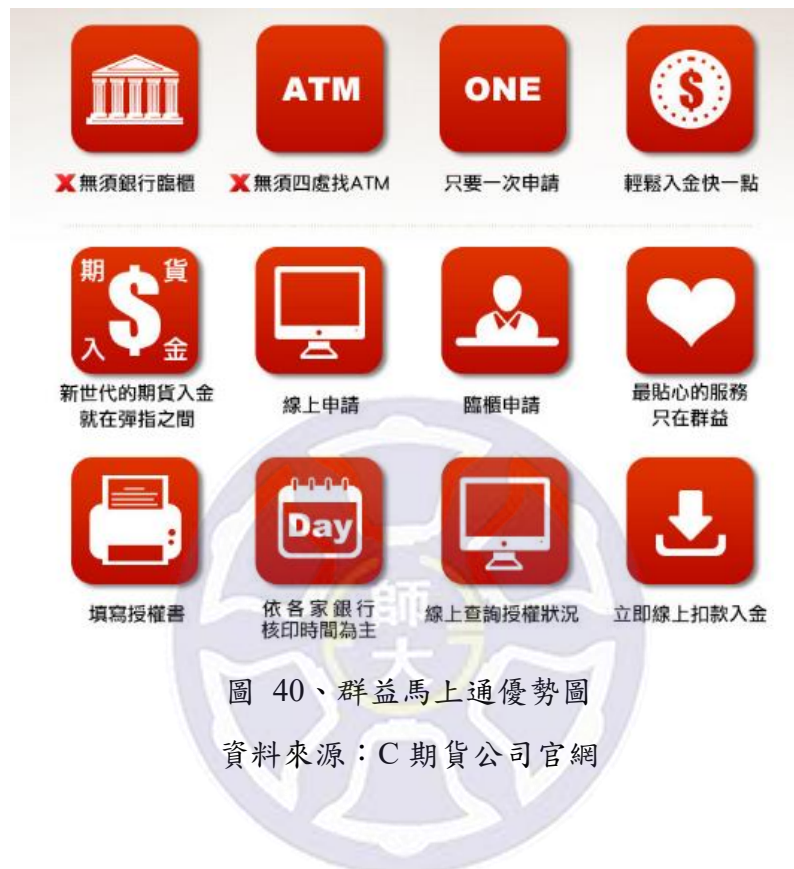 ATM
ONE
$
無須銀行臨櫃
無須四處找ATM
只要一次申請
輕鬆入金快一點
期 貨
$
入 金
新世代的期貨入金
就在彈指之間
線上申請
臨櫃申請
最貼心的服務
只在群益
Day
填寫授權書
依各家銀行
核印時間為主
線上查詢授權狀況
立即線上扣款入金
師
大
圖 40、群益馬上通優勢圖
資料來源：C 期貨公司官網